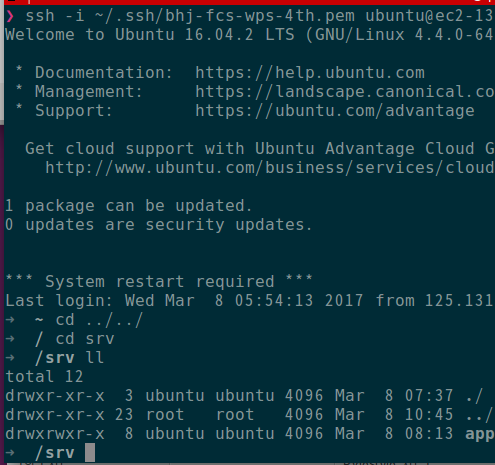 ❯ ssh -i ~/.ssh/bhj-fcs-wps-4th.pem ubuntu@ec2-13
Welcome to Ubuntu 16.04.2 LTS (GNU/Linux 4.4.0-64
* Documentation: https://help.ubuntu.com
* Management: https://landscape.canonical.co
* Support: https://ubuntu.com/advantage
Get cloud support with Ubuntu Advantage Cloud G
http://www.ubuntu.com/business/services/cloud
1 package can be updated.
0 updates are security updates.
*** System restart required ***
Last login: Wed Mar 8 05:54:13 2017 from 125.131
➜ ~ cd ../../
➜ / cd srv
➜ /srv ll
total 12
drwxr-xr-x 3 ubuntu ubuntu 4096 Mar 8 07:37 ./
drwxr-xr-x 23 root root 4096 Mar 8 10:45 ../
drwxrwxr-x 8 ubuntu ubuntu 4096 Mar 8 08:13 app
➜ /srv